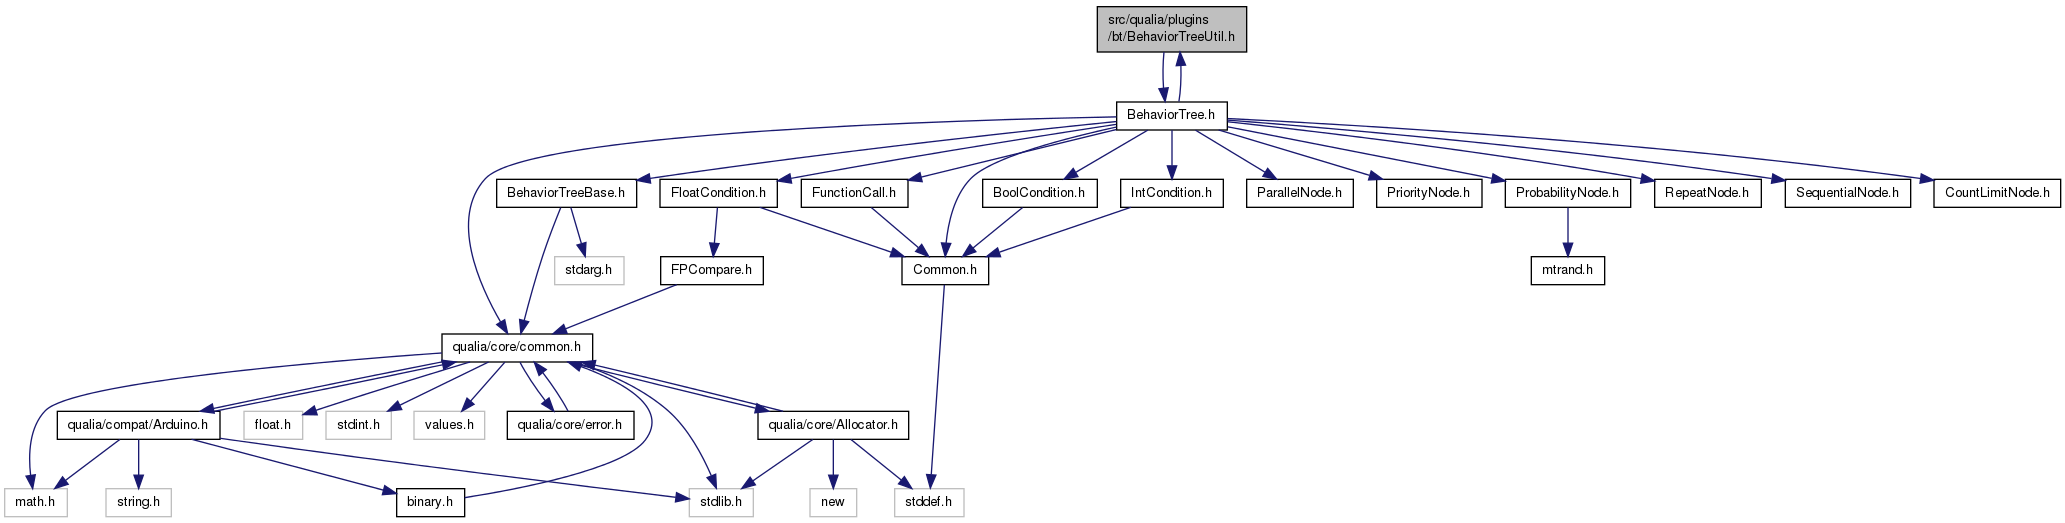 src/qualia/plugins
/bt/BehaviorTreeUtil.h
BehaviorTree.h
BehaviorTreeBase.h
FloatCondition.h
FunctionCall.h
BoolCondition.h
IntCondition.h
ParallelNode.h
PriorityNode.h
ProbabilityNode.h
RepeatNode.h
SequentialNode.h
CountLimitNode.h
stdarg.h
FPCompare.h
Common.h
mtrand.h
qualia/core/common.h
qualia/compat/Arduino.h
float.h
stdint.h
values.h
qualia/core/error.h
qualia/core/Allocator.h
math.h
string.h
binary.h
stdlib.h
new
stddef.h